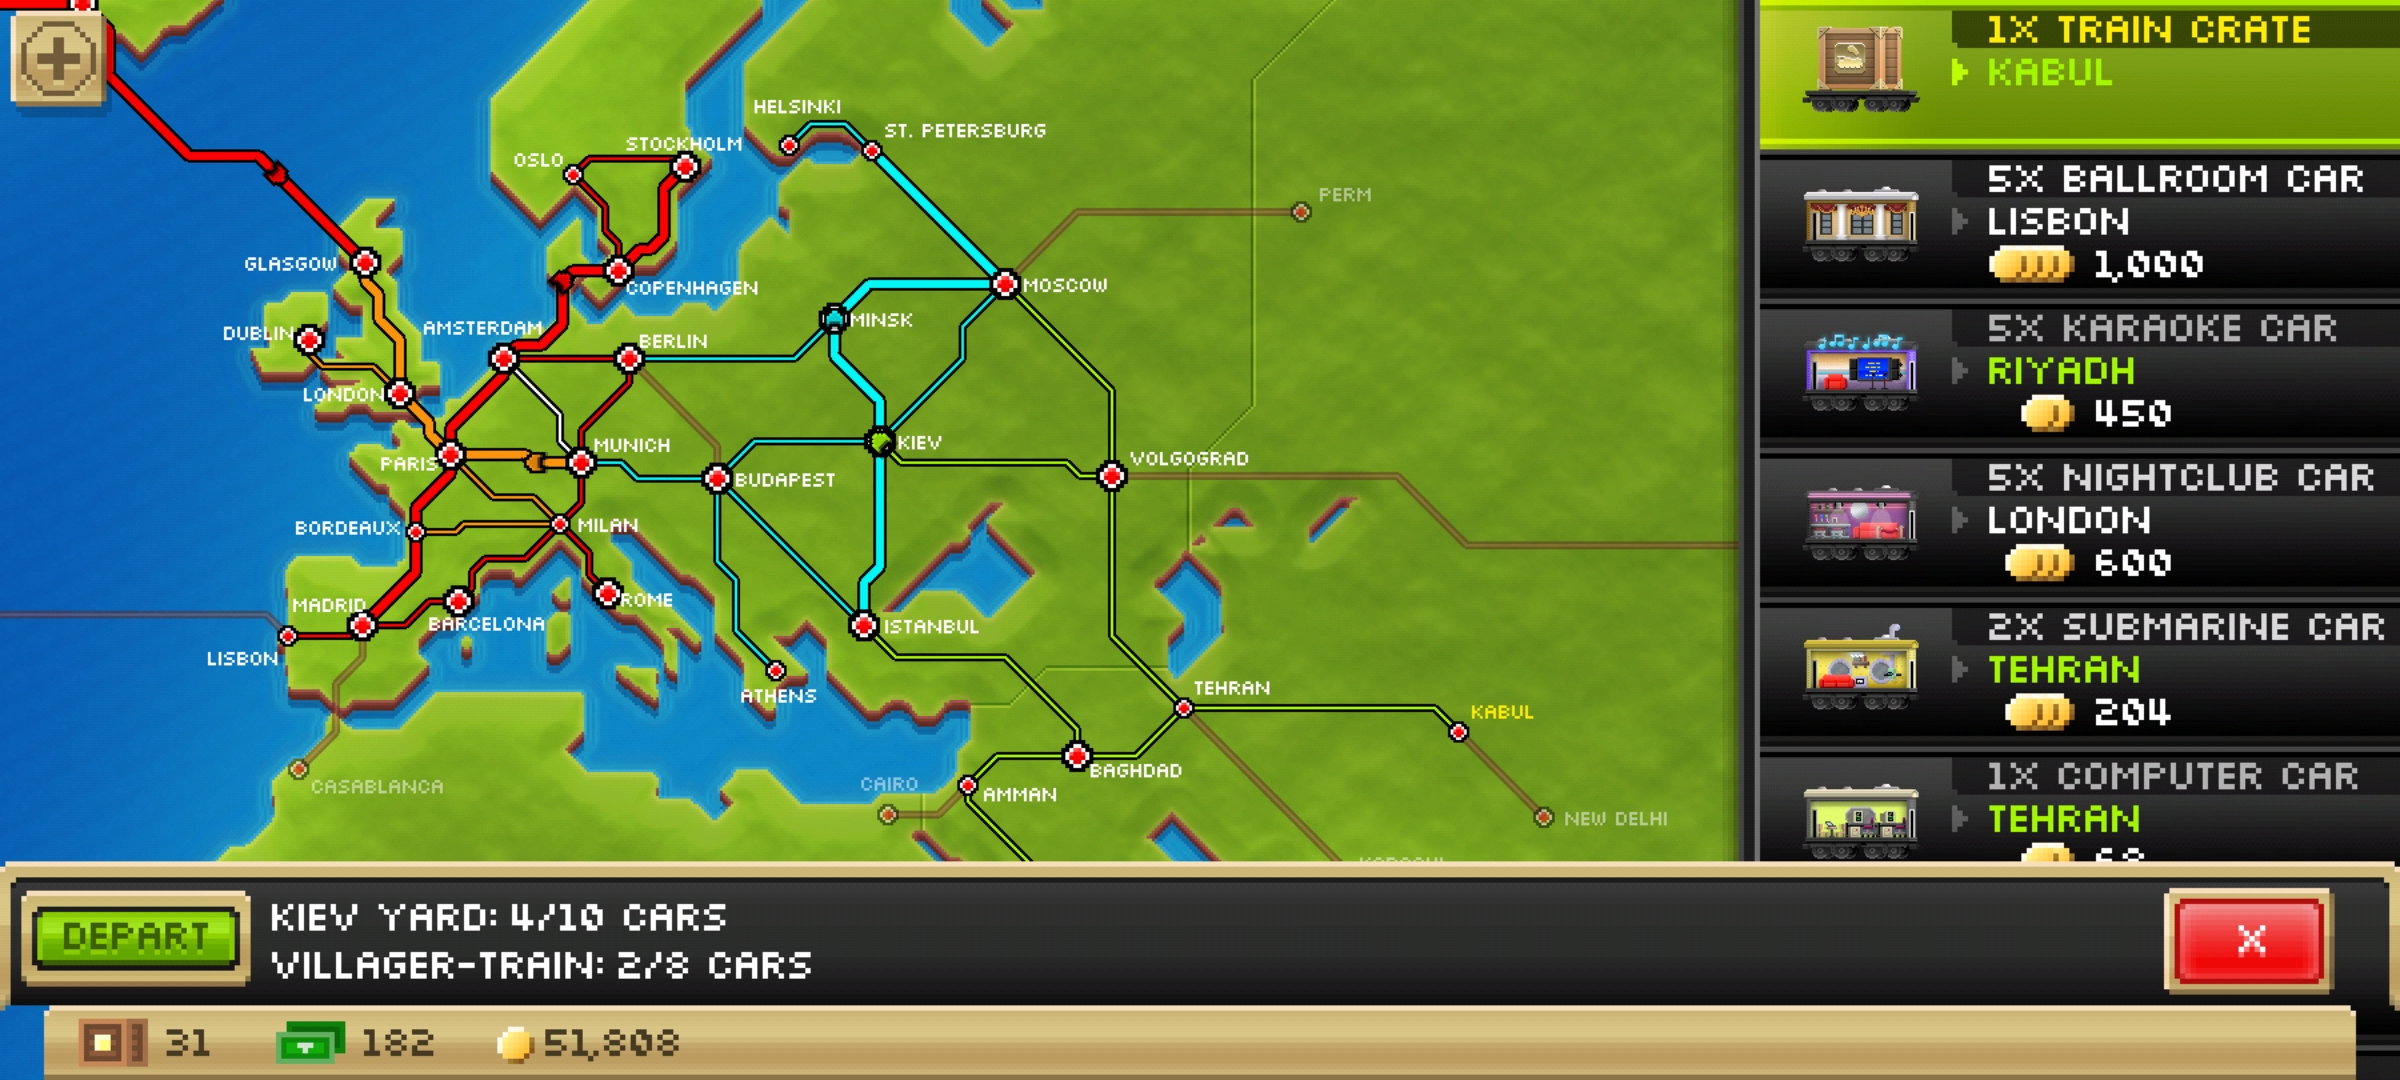 HELSINKI
ST. PETERSBURG
STOCKHOLM
OSLO
PERM
GLASGOW
COPENHAGEN
MOSCOW
DUBLIN
AMSTERDAM
MINSK
BERLIN
LONDON
KIEV
MUNICH
PARIS
VOLGOGRAD
BUDAPEST
BORDEAUX
MILAN
MADRID
ROME
BARCELONA
ISTANBUL
LISBON
ATHENS
TEHRAN
KABUL
BAGHDAD
CASABLANCA
CAIRO
AMMAN
NEW DELHI
1X TRAIN CRATE
KABUL
5X BALLROOM CAR
LISBON
1,000
5X KARAOKE CAR
RIYADH
450
5X NIGHTCLUB CAR
LONDON
600
2X SUBMARINE CAR
TEHRAN
204
1X COMPUTER CAR
TEHRAN
DEPART
KIEV YARD: 4/10 CARS
VILLAGER-TRAIN: 2/8 CARS
X
31
182
51,808